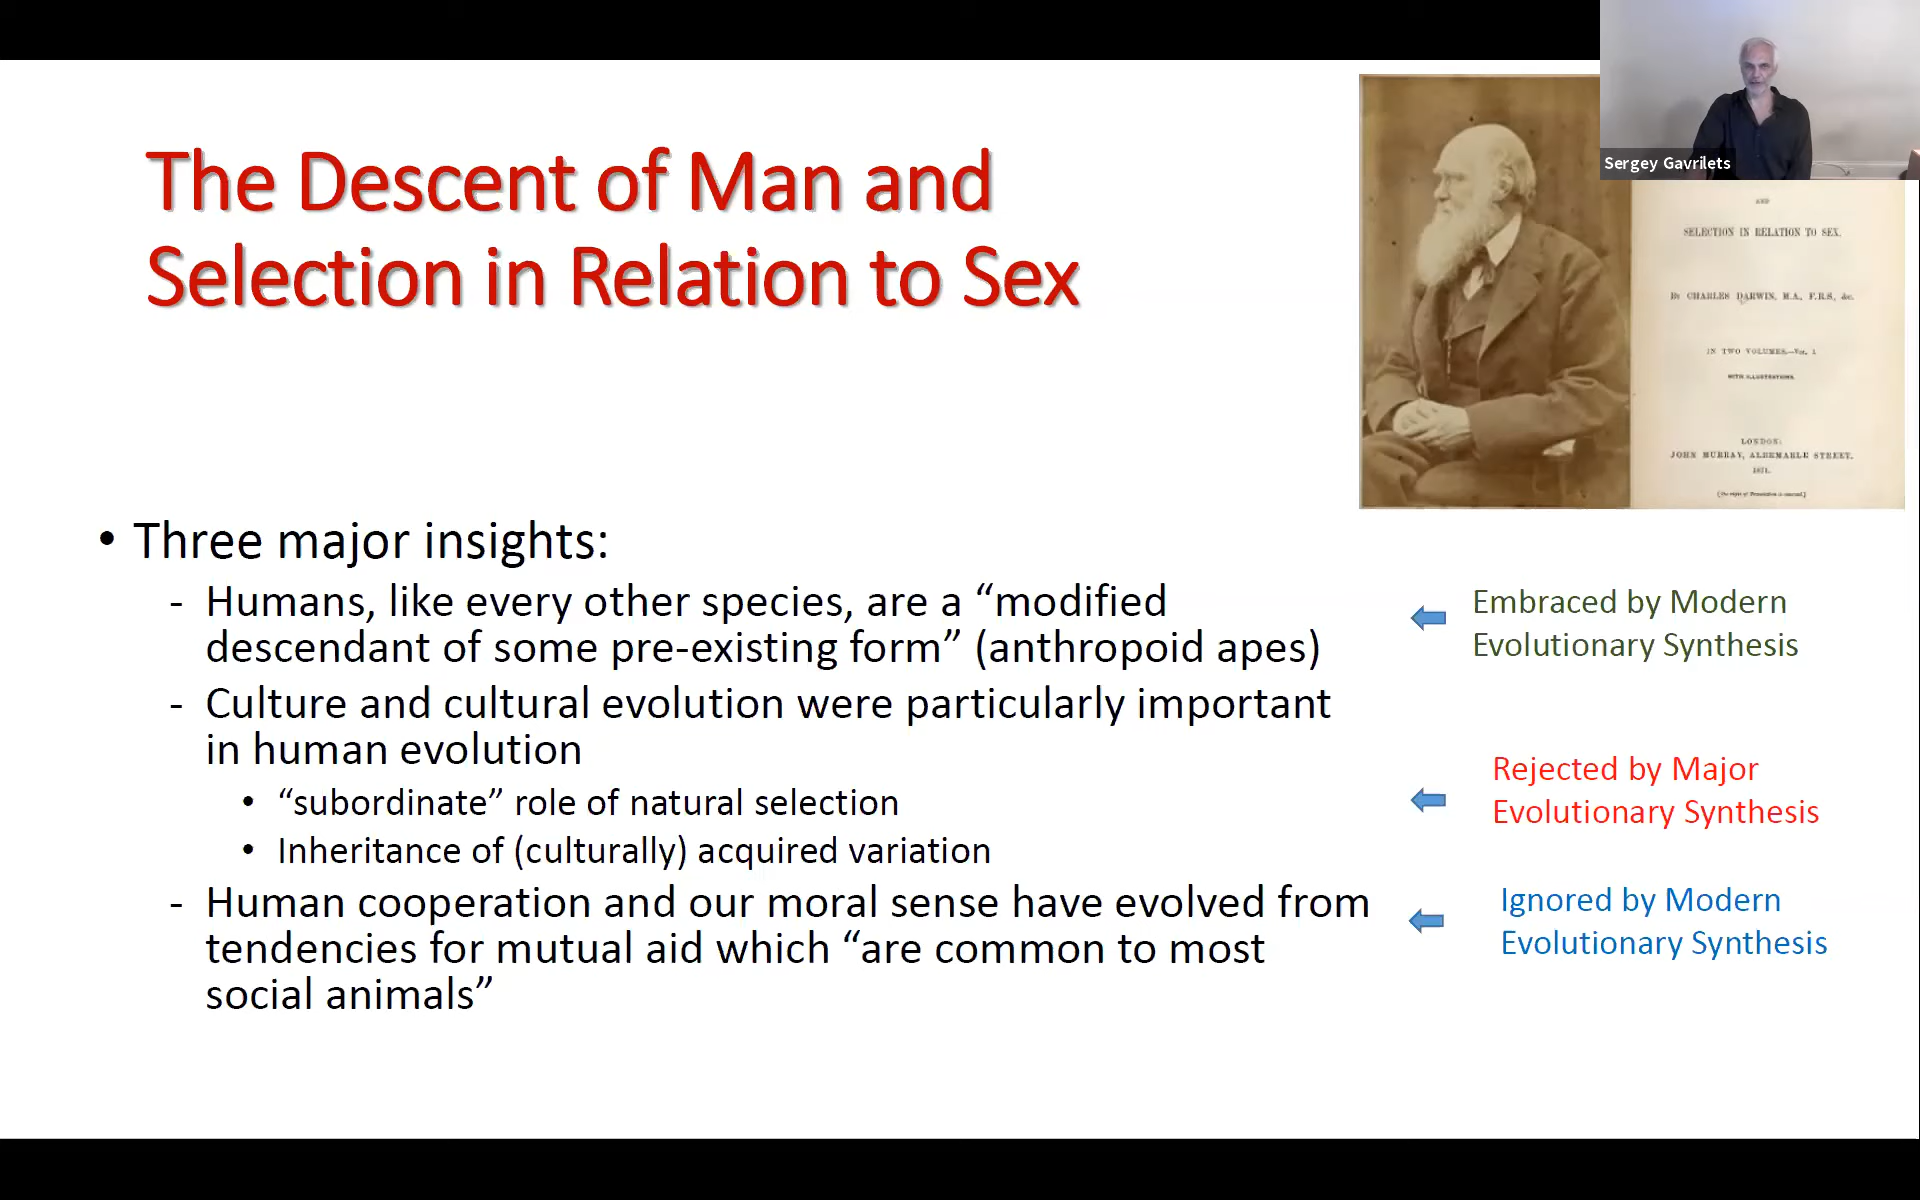 The Descent of Man and
Selection in Relation to Sex
Sergey Gavrilets
AND
SELECTION IN RELATION TO SEX.
BY CHARLES DARWIN, M.A., F.R.S., &c.
IN TWO VOLUMES.—VOL. I.
WITH ILLUSTRATIONS.
LONDON:
JOHN MURRAY, ALBEMARLE STREET.
1871.
• Three major insights:
- Humans, like every other species, are a “modified
descendant of some pre-existing form” (anthropoid apes)
Embraced by Modern
Evolutionary Synthesis
- Culture and cultural evolution were particularly important
in human evolution
• “subordinate” role of natural selection
• Inheritance of (culturally) acquired variation
Rejected by Major
Evolutionary Synthesis
- Human cooperation and our moral sense have evolved from
tendencies for mutual aid which “are common to most
social animals”
Ignored by Modern
Evolutionary Synthesis